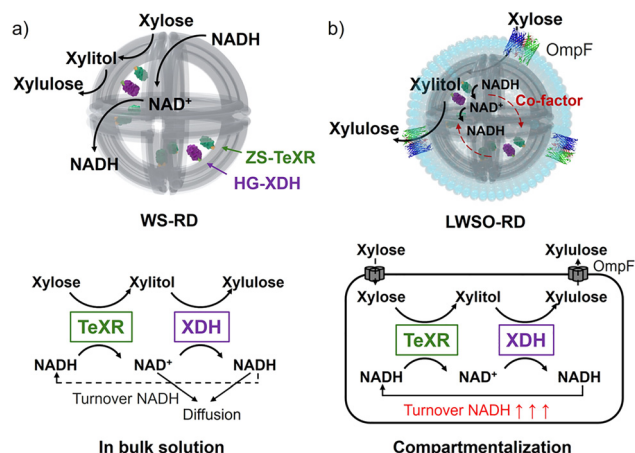 a)
Xylose
NADH
Xylitol
Xylulose
NAD+
NADH
ZS-TeXR
HG-XDH
WS-RD
Xylose Xylitol Xylulose
TeXR XDH
NADH NAD+ NADH
Turnover NADH
Diffusion
In bulk solution
b)
Xylose
OmpF
Xylitol
NADH
Co-factor
NAD+
Xylulose
NADH
LWSO-RD
Xylose Xylulose
OmpF
Xylose Xylitol Xylulose
TeXR XDH
NADH NAD+ NADH
Turnover NADH ↑ ↑ ↑
Compartmentalization